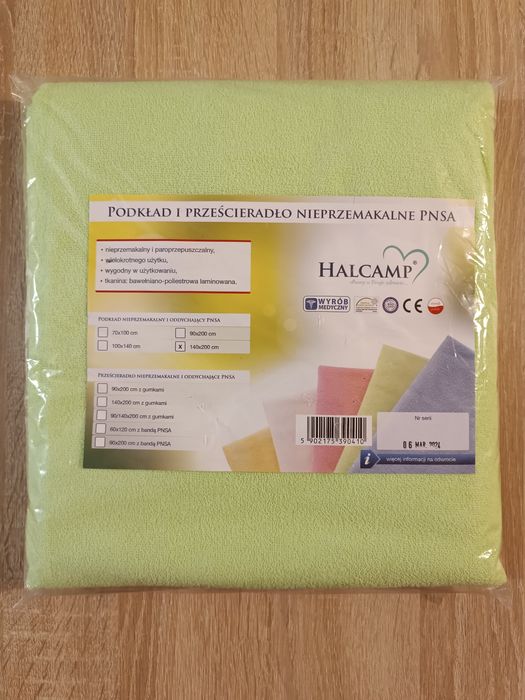 PODKŁAD I PRZEŚCIERADŁO NIEPRZEMAKALNE PNSA
• nieprzemakalny i paroprzepuszczalny,
• wielokrotnego użytku,
• wygodny w użytkowaniu,
• tkanina: bawełniano-poliestrowa laminowana.
HALCAMP®
WYRÓB
MEDYCZNY
CE
PODKŁAD NIEPRZEMAKALNY I ODDYCHAJĄCY PNSA
70x100 cm
90x200 cm
100x140 cm
X 140x200 cm
PRZEŚCIERADŁO NIEPRZEMAKALNE I ODDYCHAJĄCE PNSA
90x200 cm z gumkami
140x200 cm z gumkami
90/140x200 cm z gumkami
60x120 cm z bandą PNSA
90x200 cm z bandą PNSA
5 902175 390410
Nr serii
06 MAR. 2024
i więcej informacji na odwrocie